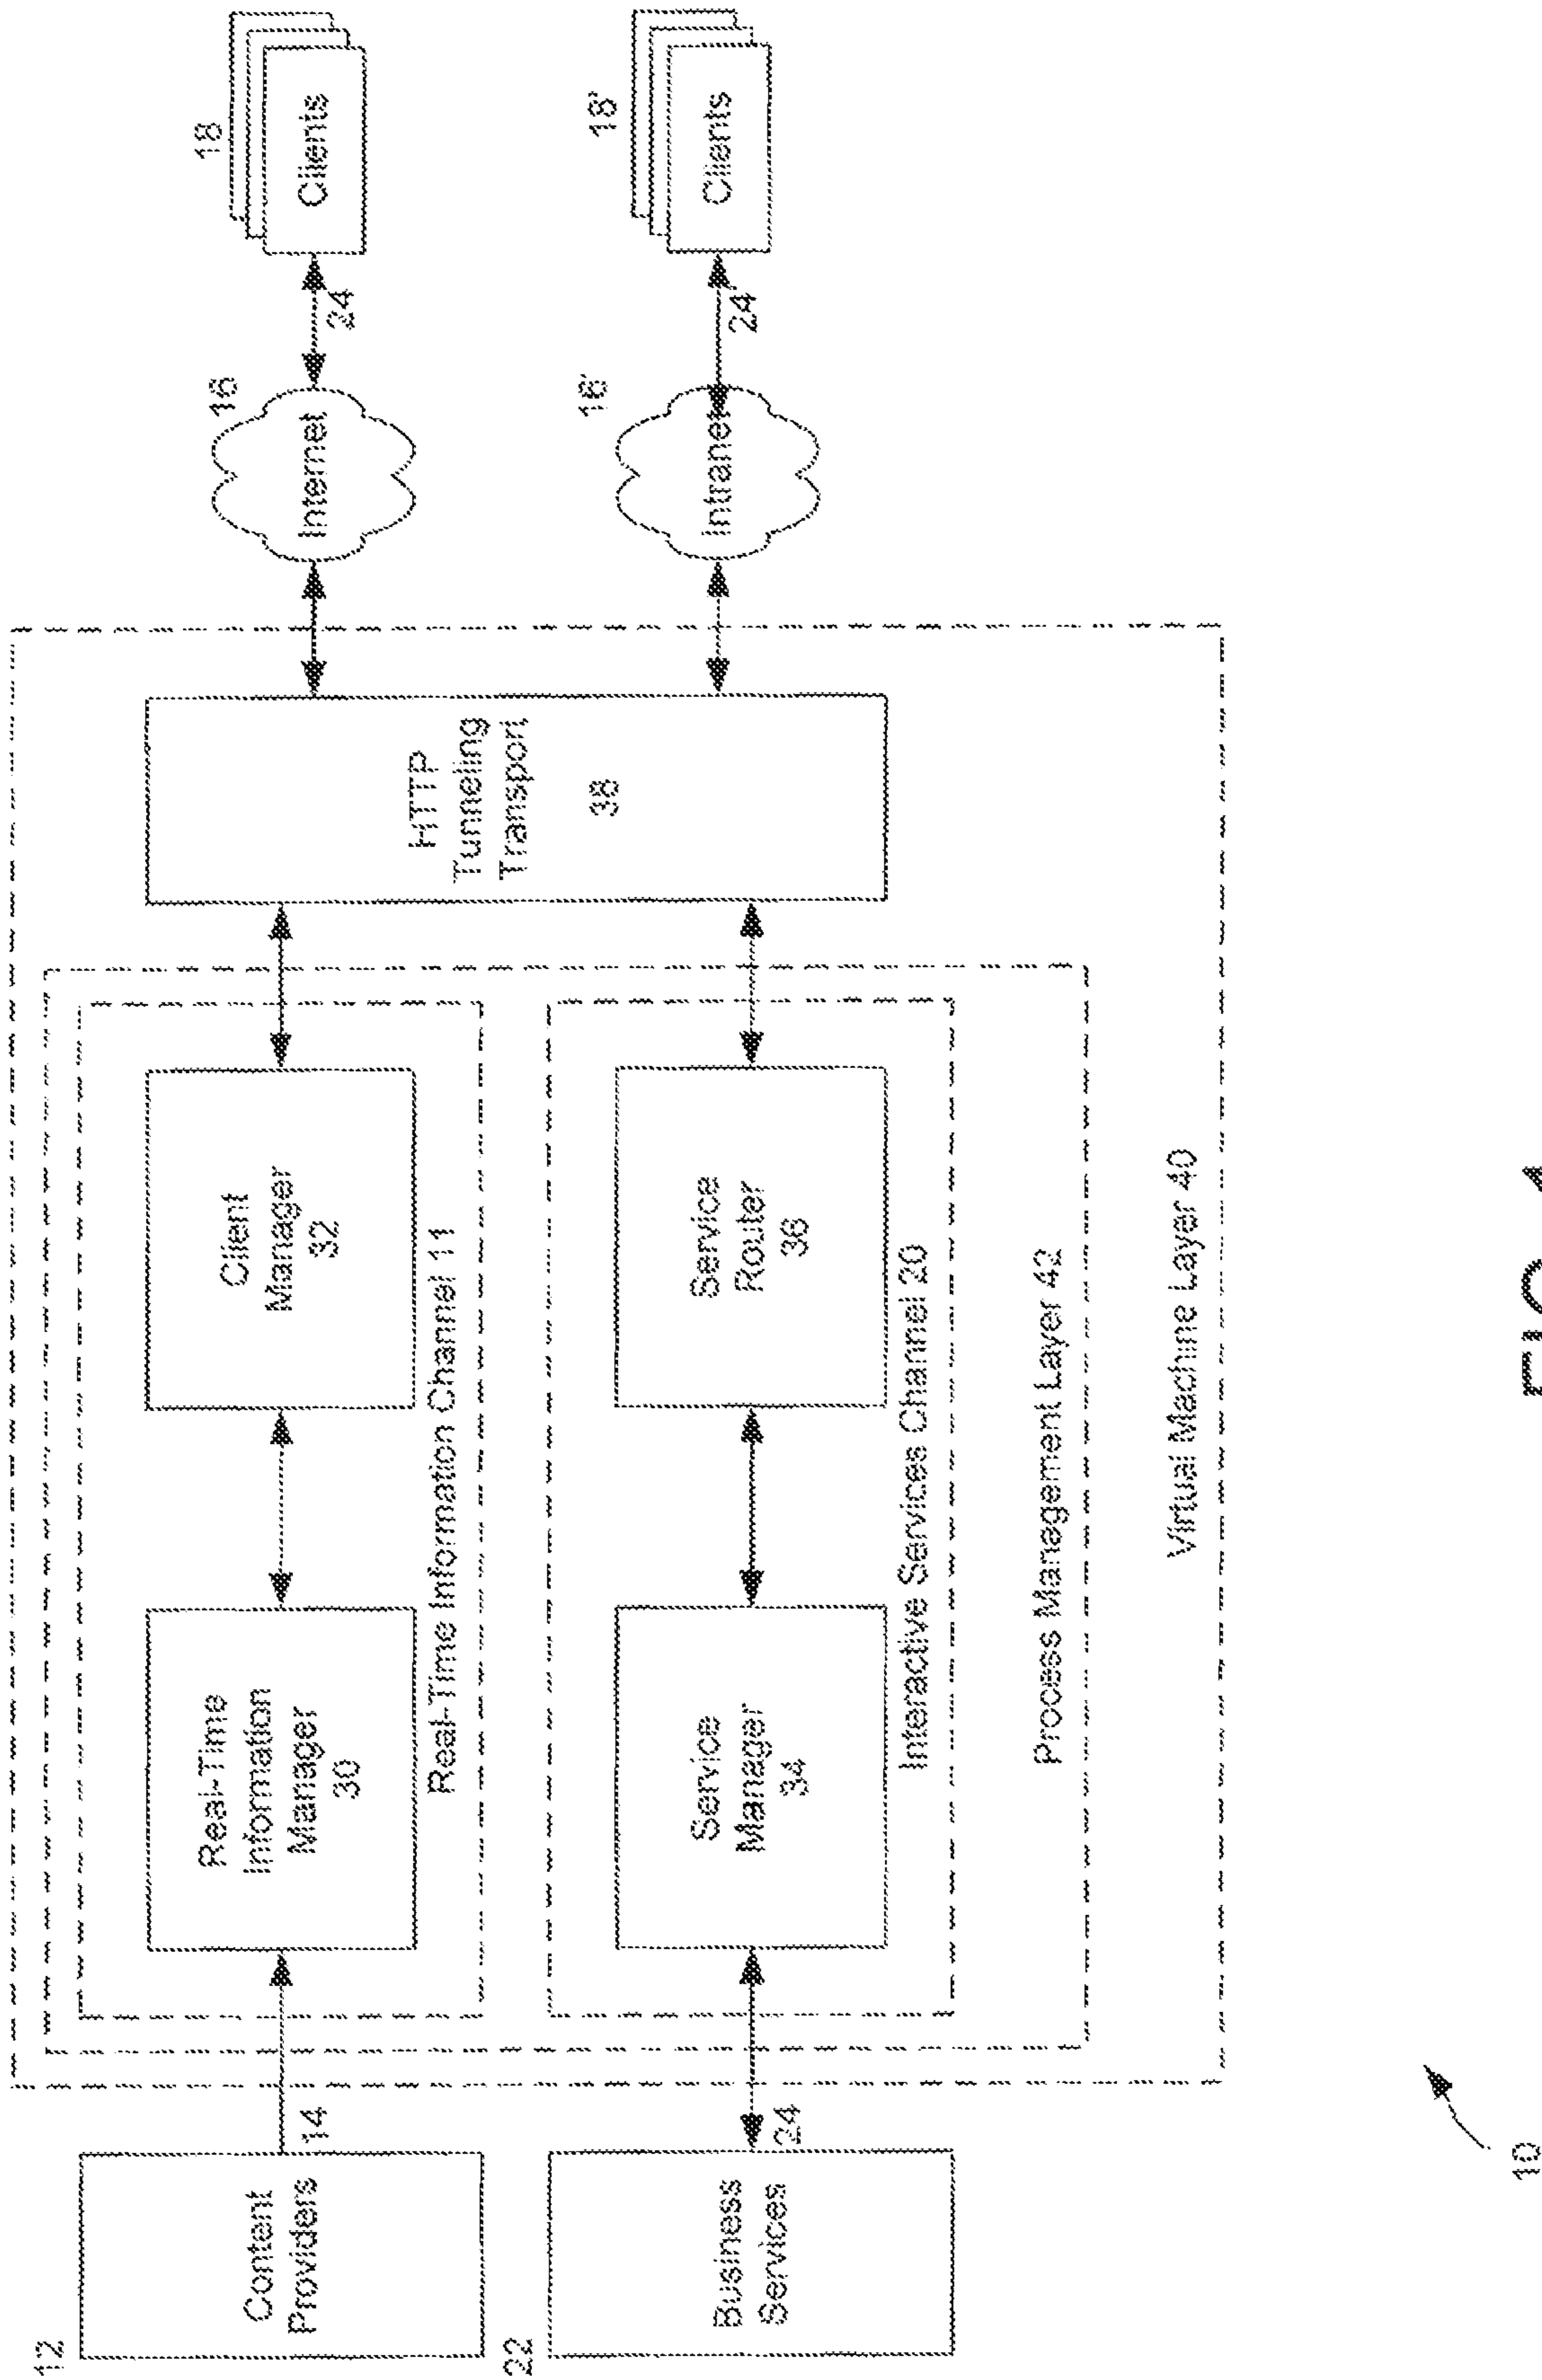 12
Content
Providers
14
Real-Time
Information
Manager
30
Client
Manager
32
Real-Time Information Channel 11
22
Business
Services
24
Service
Manager
34
Service
Router
36
Interactive Services Channel 20
Process Management Layer 42
Virtual Machine Layer 40
HTTP
Tunneling
Transport
38
16
Internet
24
18
Clients
16'
Intranet
24'
18'
Clients
10